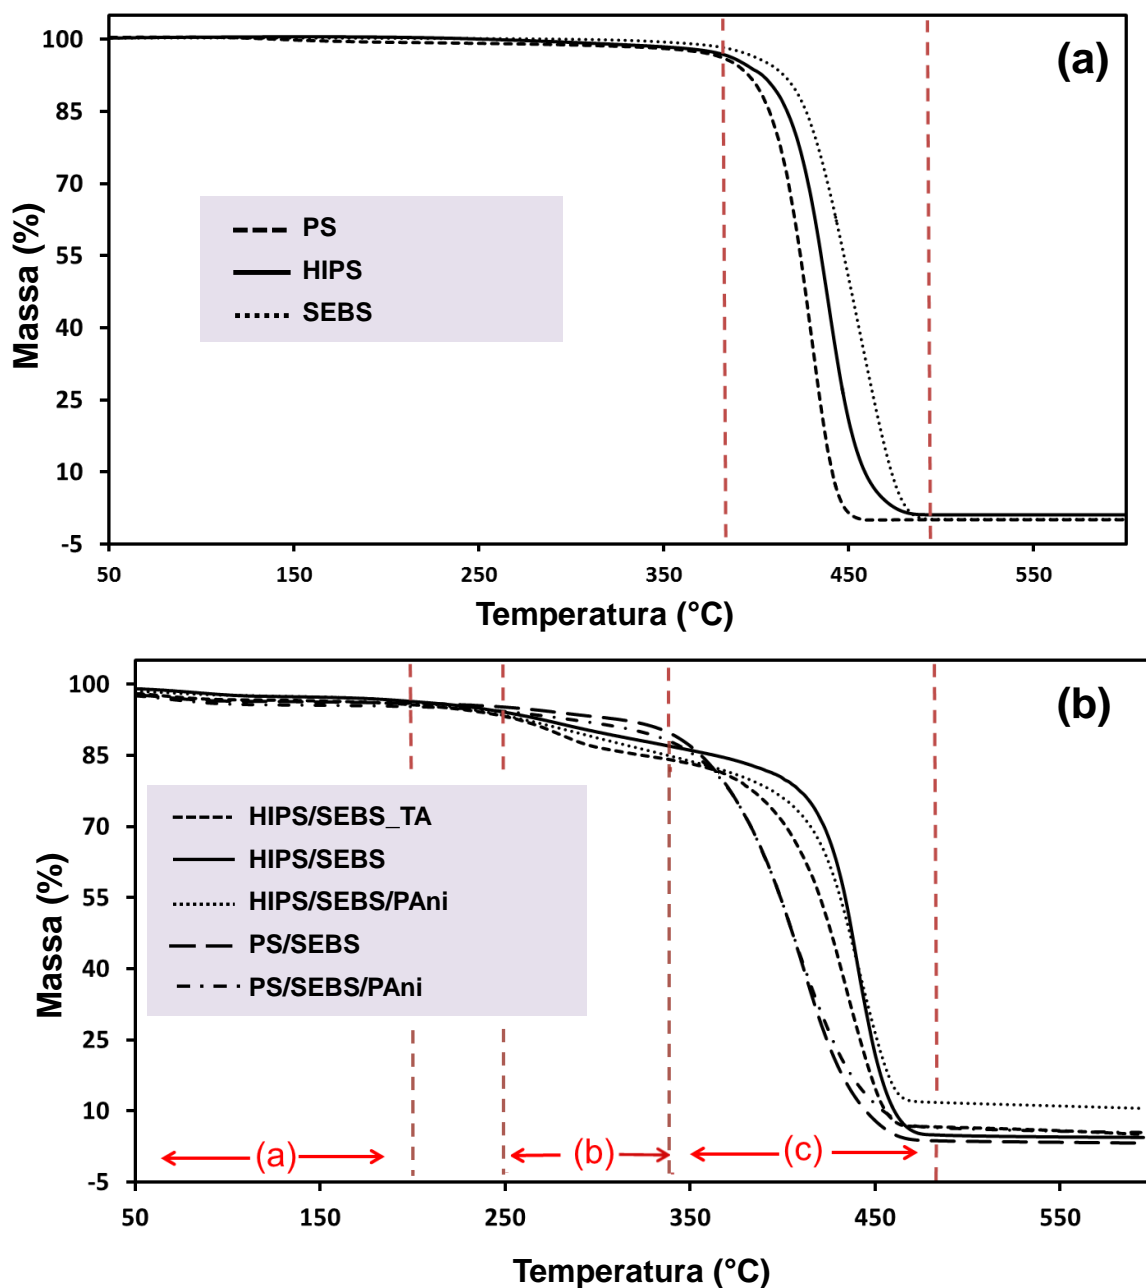 (a)
100
85
70
55
40
25
10
-5
Massa (%)
PS
HIPS
SEBS
50 150 250 350 450 550
Temperatura (°C)
(b)
100
85
70
55
40
25
10
-5
Massa (%)
HIPS/SEBS_TA
HIPS/SEBS
HIPS/SEBS/PAni
PS/SEBS
PS/SEBS/PAni
(a) (b) (c)
50 150 250 350 450 550
Temperatura (°C)